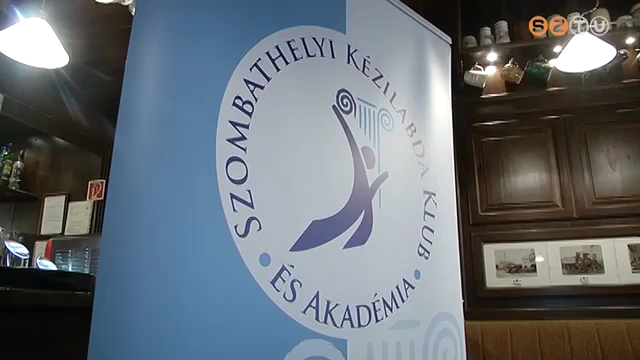 SZTV
SZOMBATHELYI KÉZILABDA KLUB
• ÉS AKADÉMIA •